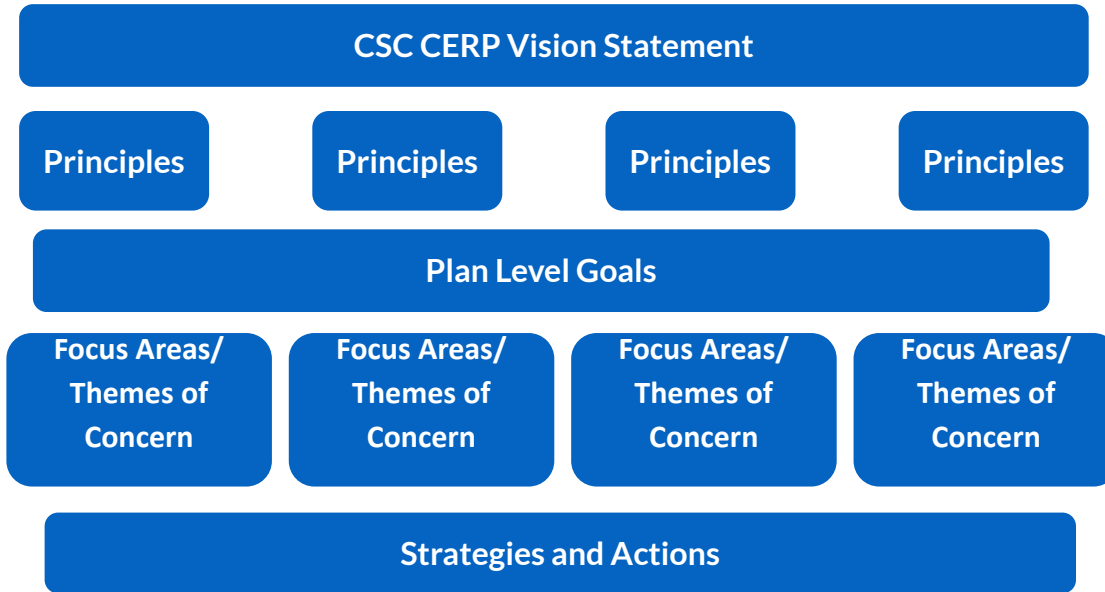 CSC CERP Vision Statement
Principles
Principles
Principles
Principles
Plan Level Goals
Focus Areas/
Themes of
Concern
Focus Areas/
Themes of
Concern
Focus Areas/
Themes of
Concern
Focus Areas/
Themes of
Concern
Strategies and Actions